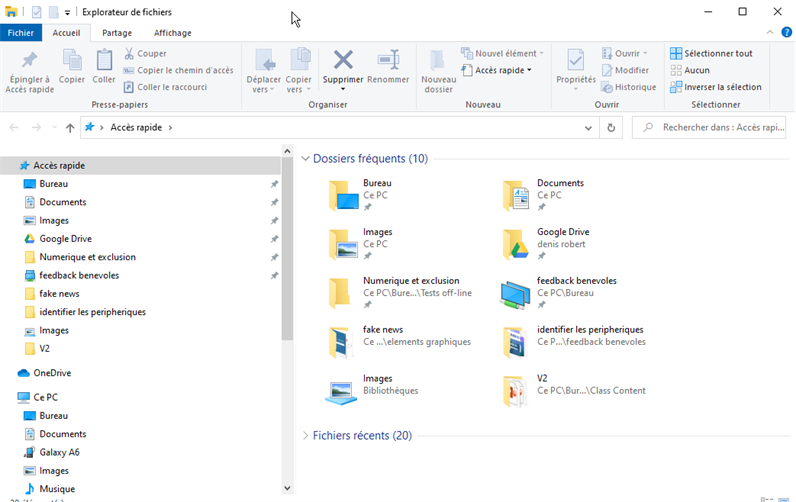 Explorateur de fichiers
Fichier Accueil Partage Affichage
Épingler à Accès rapide
Copier
Coller
Couper
Copier le chemin d'accès
Coller le raccourci
Presse-papiers
Déplacer vers
Copier vers
Supprimer
Renommer
Organiser
Nouveau dossier
Nouvel élément
Accès rapide
Nouveau
Propriétés
Ouvrir
Modifier
Historique
Ouvrir
Sélectionner tout
Aucun
Inverser la sélection
Sélectionner
Accès rapide
Rechercher dans : Accès rapi...
Accès rapide
Bureau
Documents
Images
Google Drive
Numerique et exclusion
feedback benevoles
fake news
identifier les peripheriques
Images
V2
OneDrive
Ce PC
Bureau
Documents
Galaxy A6
Images
Musique
Dossiers fréquents (10)
Bureau
Ce PC
Documents
Ce PC
Images
Ce PC
Google Drive
denis robert
Numerique et exclusion
Ce PC\Bure...\Tests off-line
feedback benevoles
Ce PC\Bureau
fake news
Ce ...\elements graphiques
identifier les peripheriques
Ce P...\feedback benevoles
Images
Bibliothèques
V2
Ce PC\Bur...\Class Content
Fichiers récents (20)